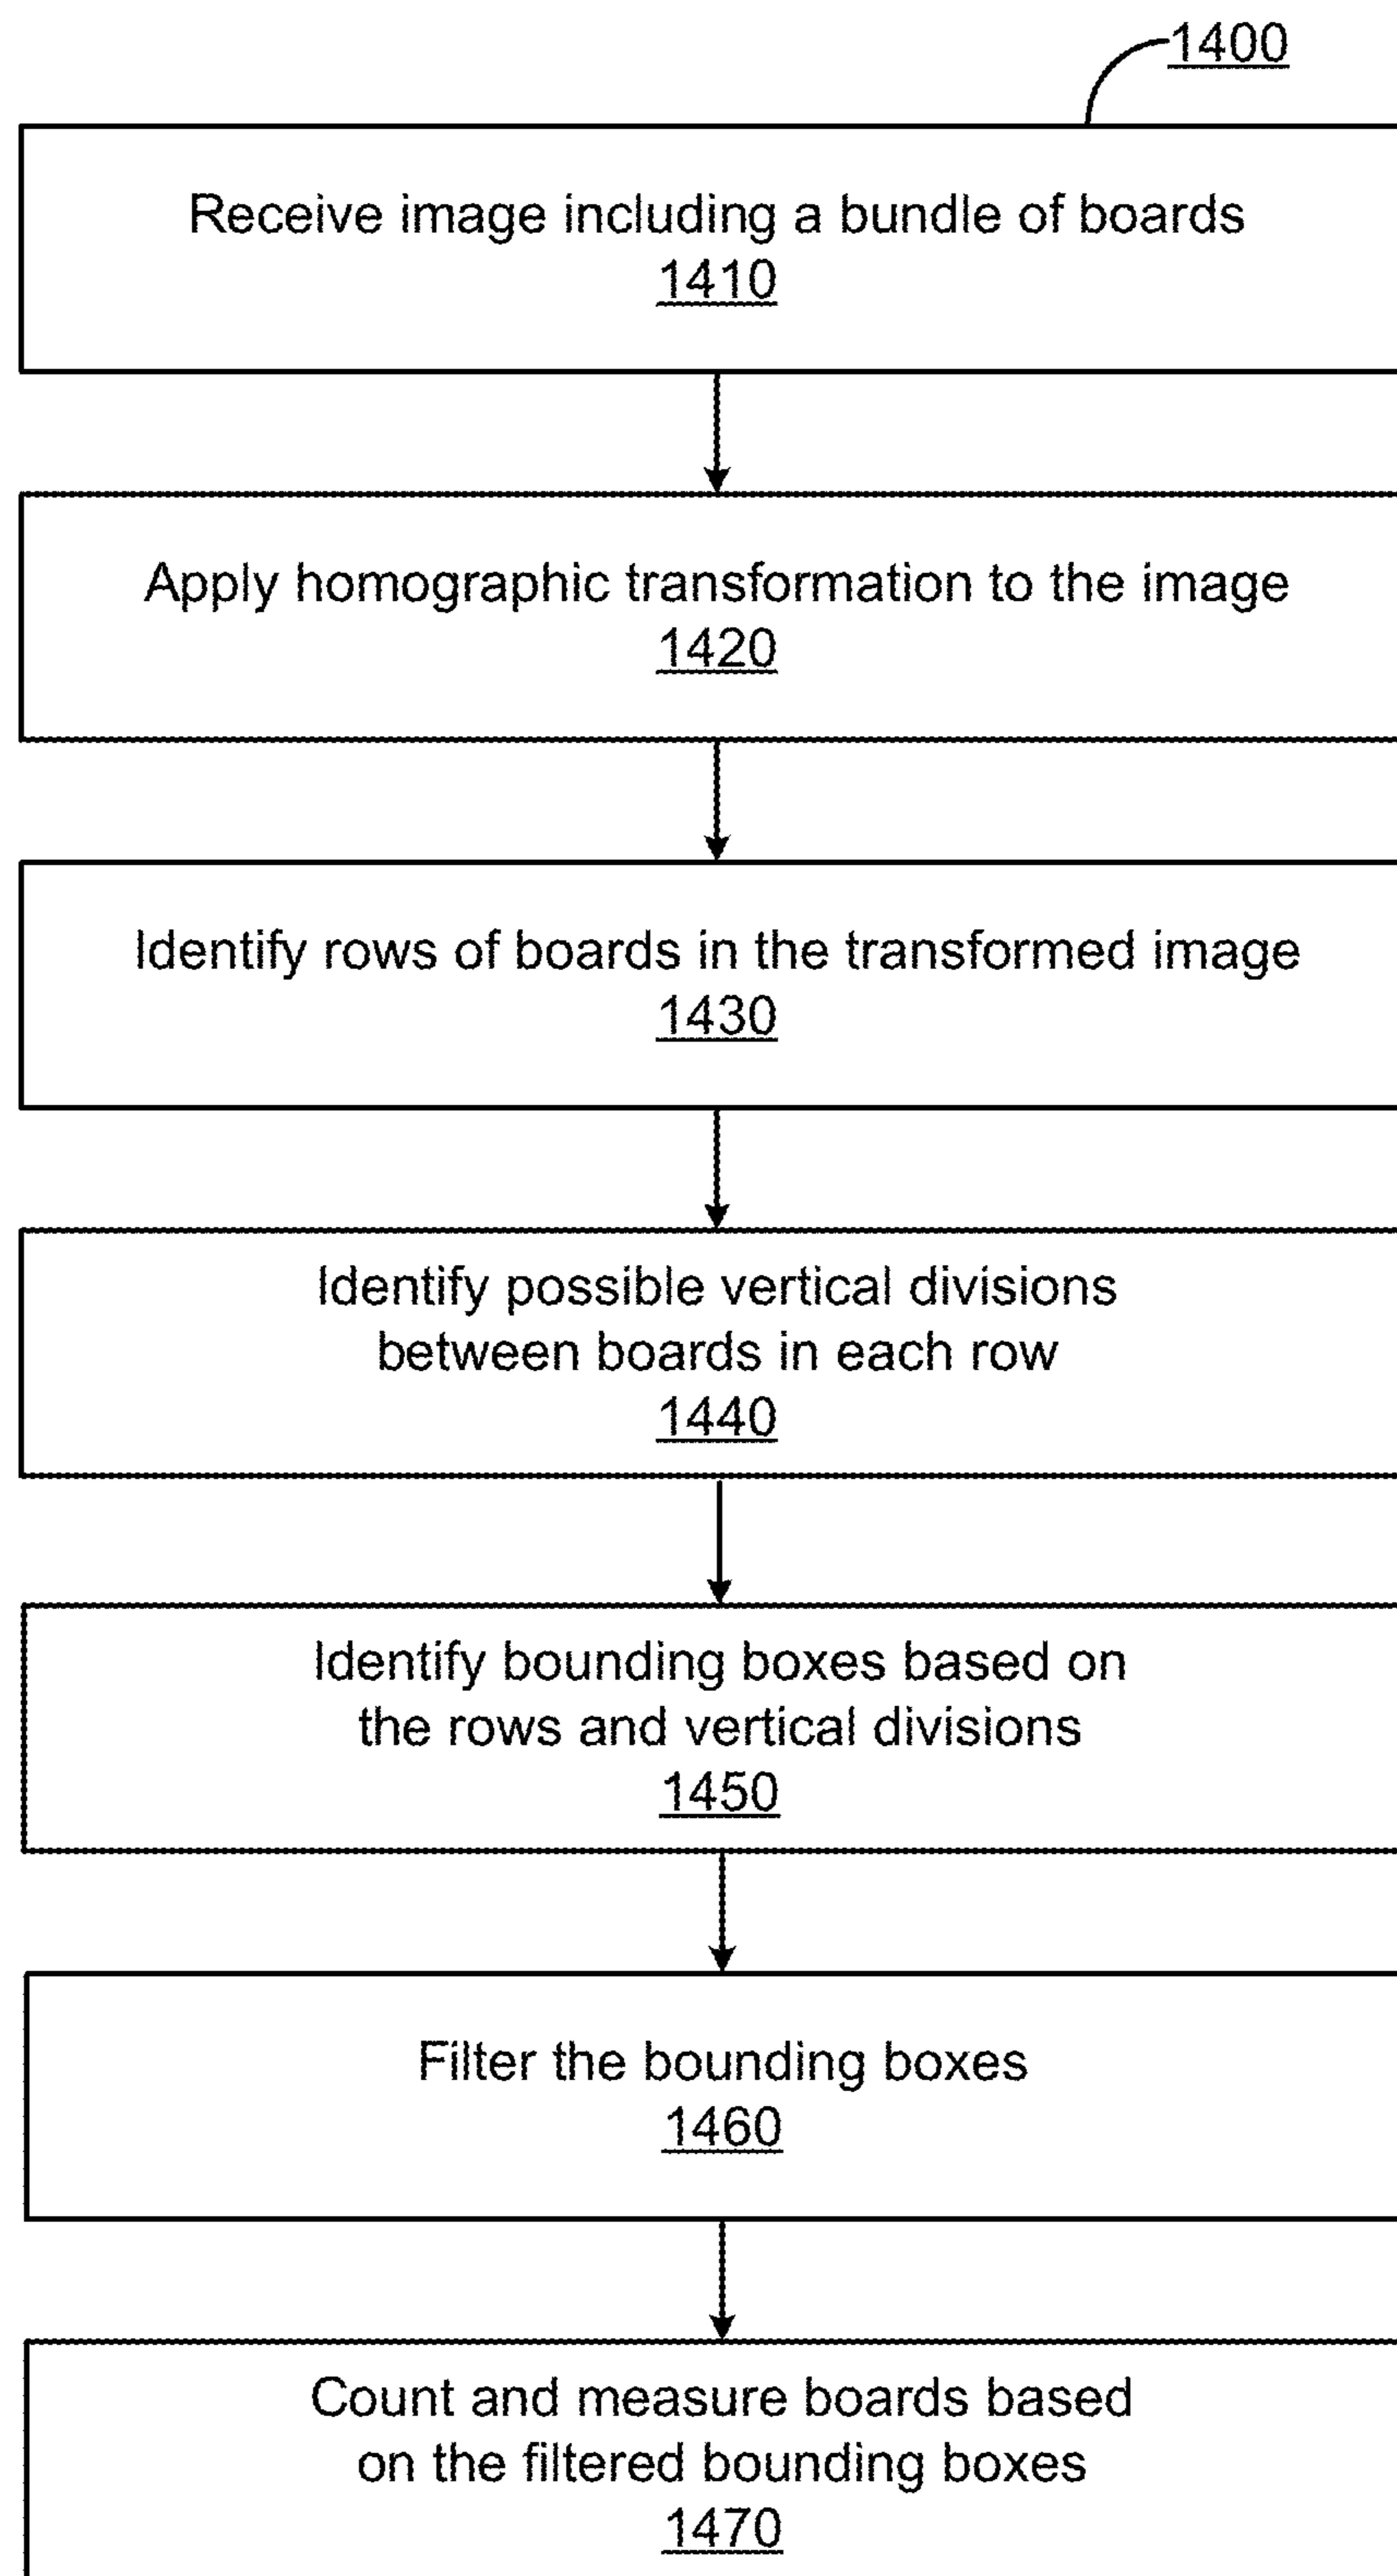 1400
Receive image including a bundle of boards
1410
Apply homographic transformation to the image
1420
Identify rows of boards in the transformed image
1430
Identify possible vertical divisions
between boards in each row
1440
Identify bounding boxes based on
the rows and vertical divisions
1450
Filter the bounding boxes
1460
Count and measure boards based
on the filtered bounding boxes
1470